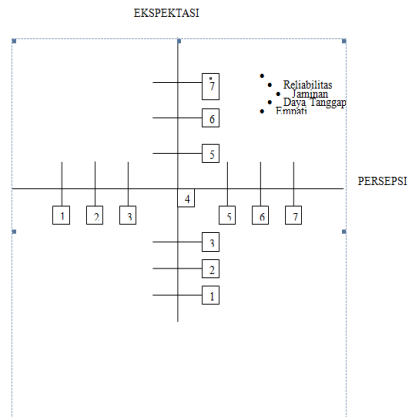 EKSPEKTASI
7
Reliabilitas
Jaminan
Daya Tanggap
Empati
6
5
PERSEPSI
4
1 2 3 5 6 7
3
2
1